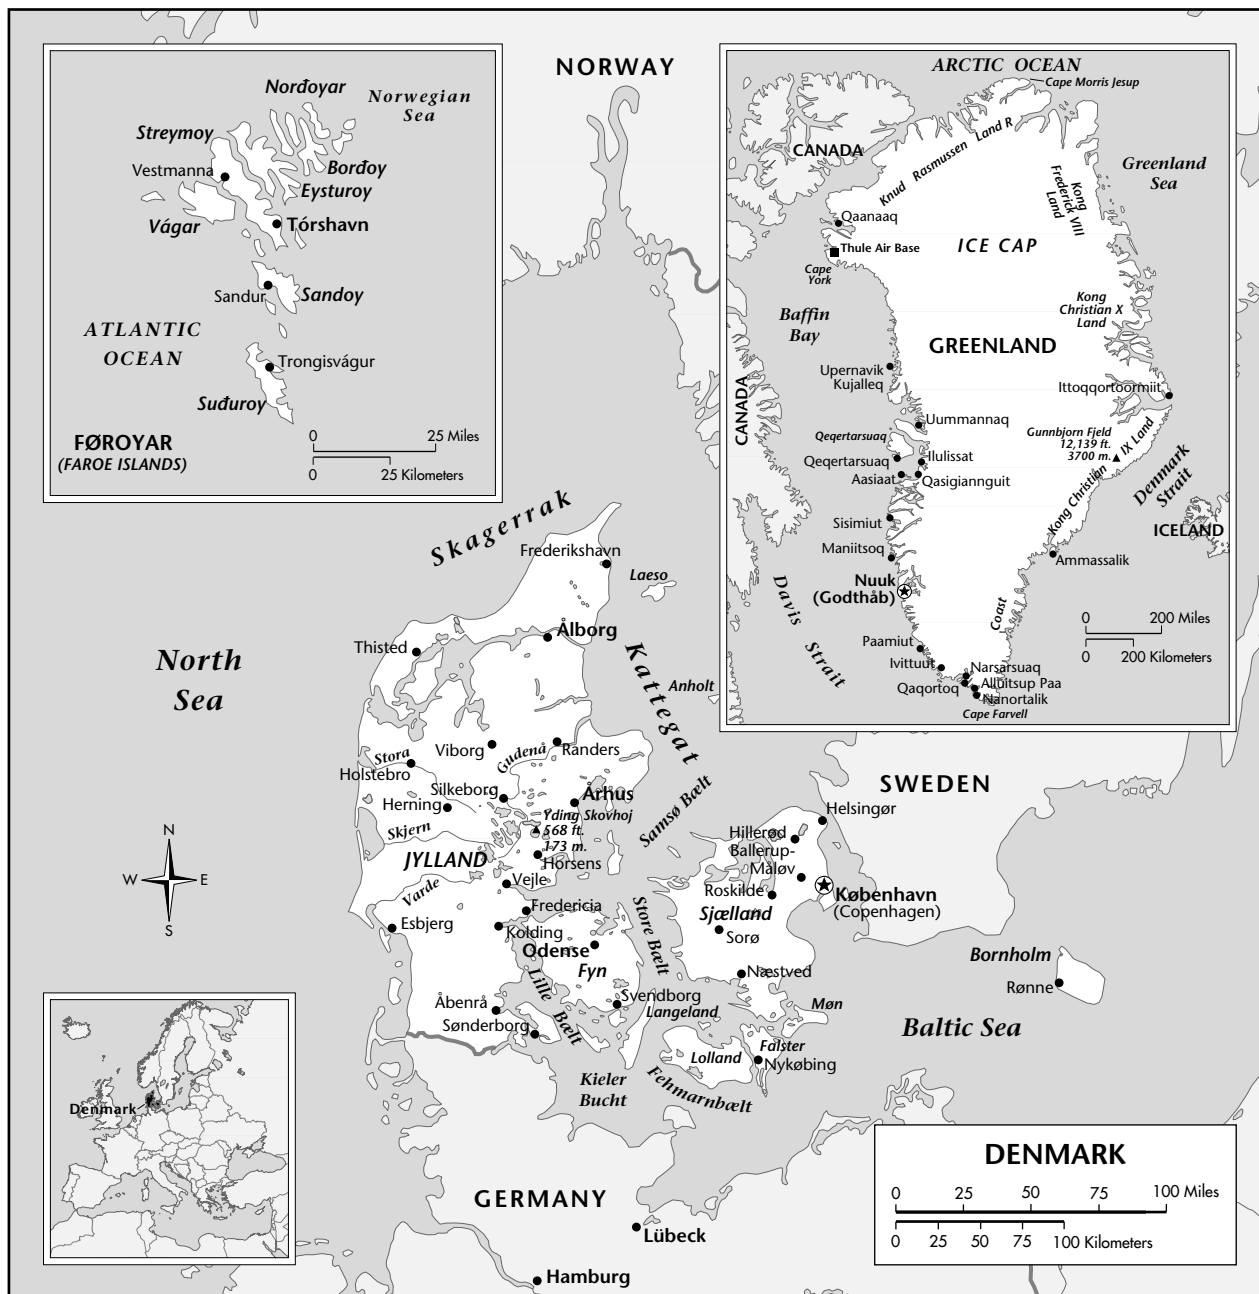 NORWAY
Norðoyar
Norwegian
Sea
Streymoy
Vestmanna
Borðoy
Eysturoy
Vágar
Tórshavn
Sandur
Sandoy
ATLANTIC
OCEAN
Trongisvágur
Suðuroy
FØROYAR
(FAROE ISLANDS)
0 25 Miles
0 25 Kilometers
ARCTIC OCEAN
Cape Morris Jesup
CANADA
Knud Rasmussen Land R
Greenland
Sea
Kong
Frederick VIII
Land
Qaanaaq
Thule Air Base
ICE CAP
Cape
York
Baffin
Bay
Kong
Christian X
Land
GREENLAND
Upernavik
Kujalleq
CANADA
Ittoqqortoormiit
Uummannaq
Gunnbjorn Fjeld
12,139 ft.
3700 m.
Qeqertarsuaq
Qeqertarsuaq
Ilulissat
Aasiaat
Qasigiannguit
Kong Christian IX Land
Denmark
Strait
ICELAND
Sisimiut
Maniitsoq
Ammassalik
Nuuk
(Godthåb)
Davis Strait
Coast
0 200 Miles
0 200 Kilometers
Paamiut
Ivittuut
Narsarsuaq
Qaqortoq
Alluitsup Paa
Nanortalik
Cape Farvell
Skagerrak
Frederikshavn
Laeso
Ålborg
Thisted
North
Sea
Kattegat
Anholt
Stora
Viborg
Gudenå
Randers
Holstebro
Silkeborg
Århus
Herning
Yding Skovhoj
568 ft.
173 m.
Skjern
Samsø Bælt
SWEDEN
Helsingør
Hillerød
Ballerup-
Måløv
JYLLAND
Horsens
Vejle
Varde
Roskilde
København
(Copenhagen)
Fredericia
Sjælland
Esbjerg
Kolding
Sorø
Odense
Store Bælt
Fyn
Næstved
Bornholm
Rønne
Lille Bælt
Åbenrå
Svendborg
Langeland
Møn
Sønderborg
Baltic Sea
Falster
Lolland
Nykøbing
Kieler
Bucht
Fehmarnbælt
N
W E
S
Denmark
GERMANY
Lübeck
Hamburg
DENMARK
0 25 50 75 100 Miles
0 25 50 75 100 Kilometers